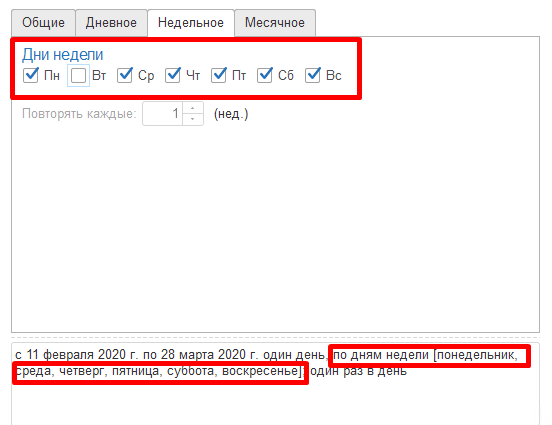 Общие Дневное Недельное Месячное
Дни недели
Пн Вт Ср Чт Пт Сб Вс
Повторять каждые: 1 (нед.)
с 11 февраля 2020 г. по 28 марта 2020 г. один день, по дням недели [понедельник,
среда, четверг, пятница, суббота, воскресенье], один раз в день